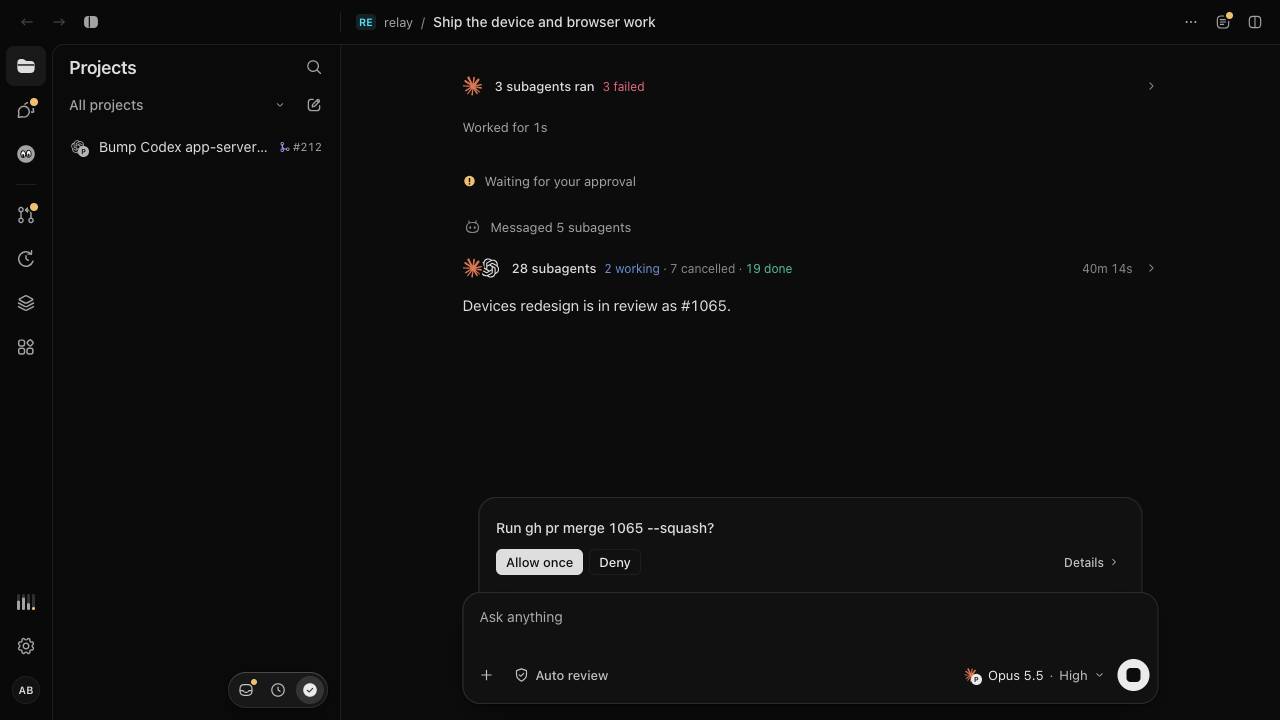 RE relay / Ship the device and browser work
Projects
All projects
Bump Codex app-server... #212
3 subagents ran 3 failed
Worked for 1s
Waiting for your approval
Messaged 5 subagents
28 subagents 2 working · 7 cancelled · 19 done 40m 14s
Devices redesign is in review as #1065.
Run gh pr merge 1065 --squash?
Allow once Deny Details
Ask anything
Auto review Opus 5.5 · High
AB